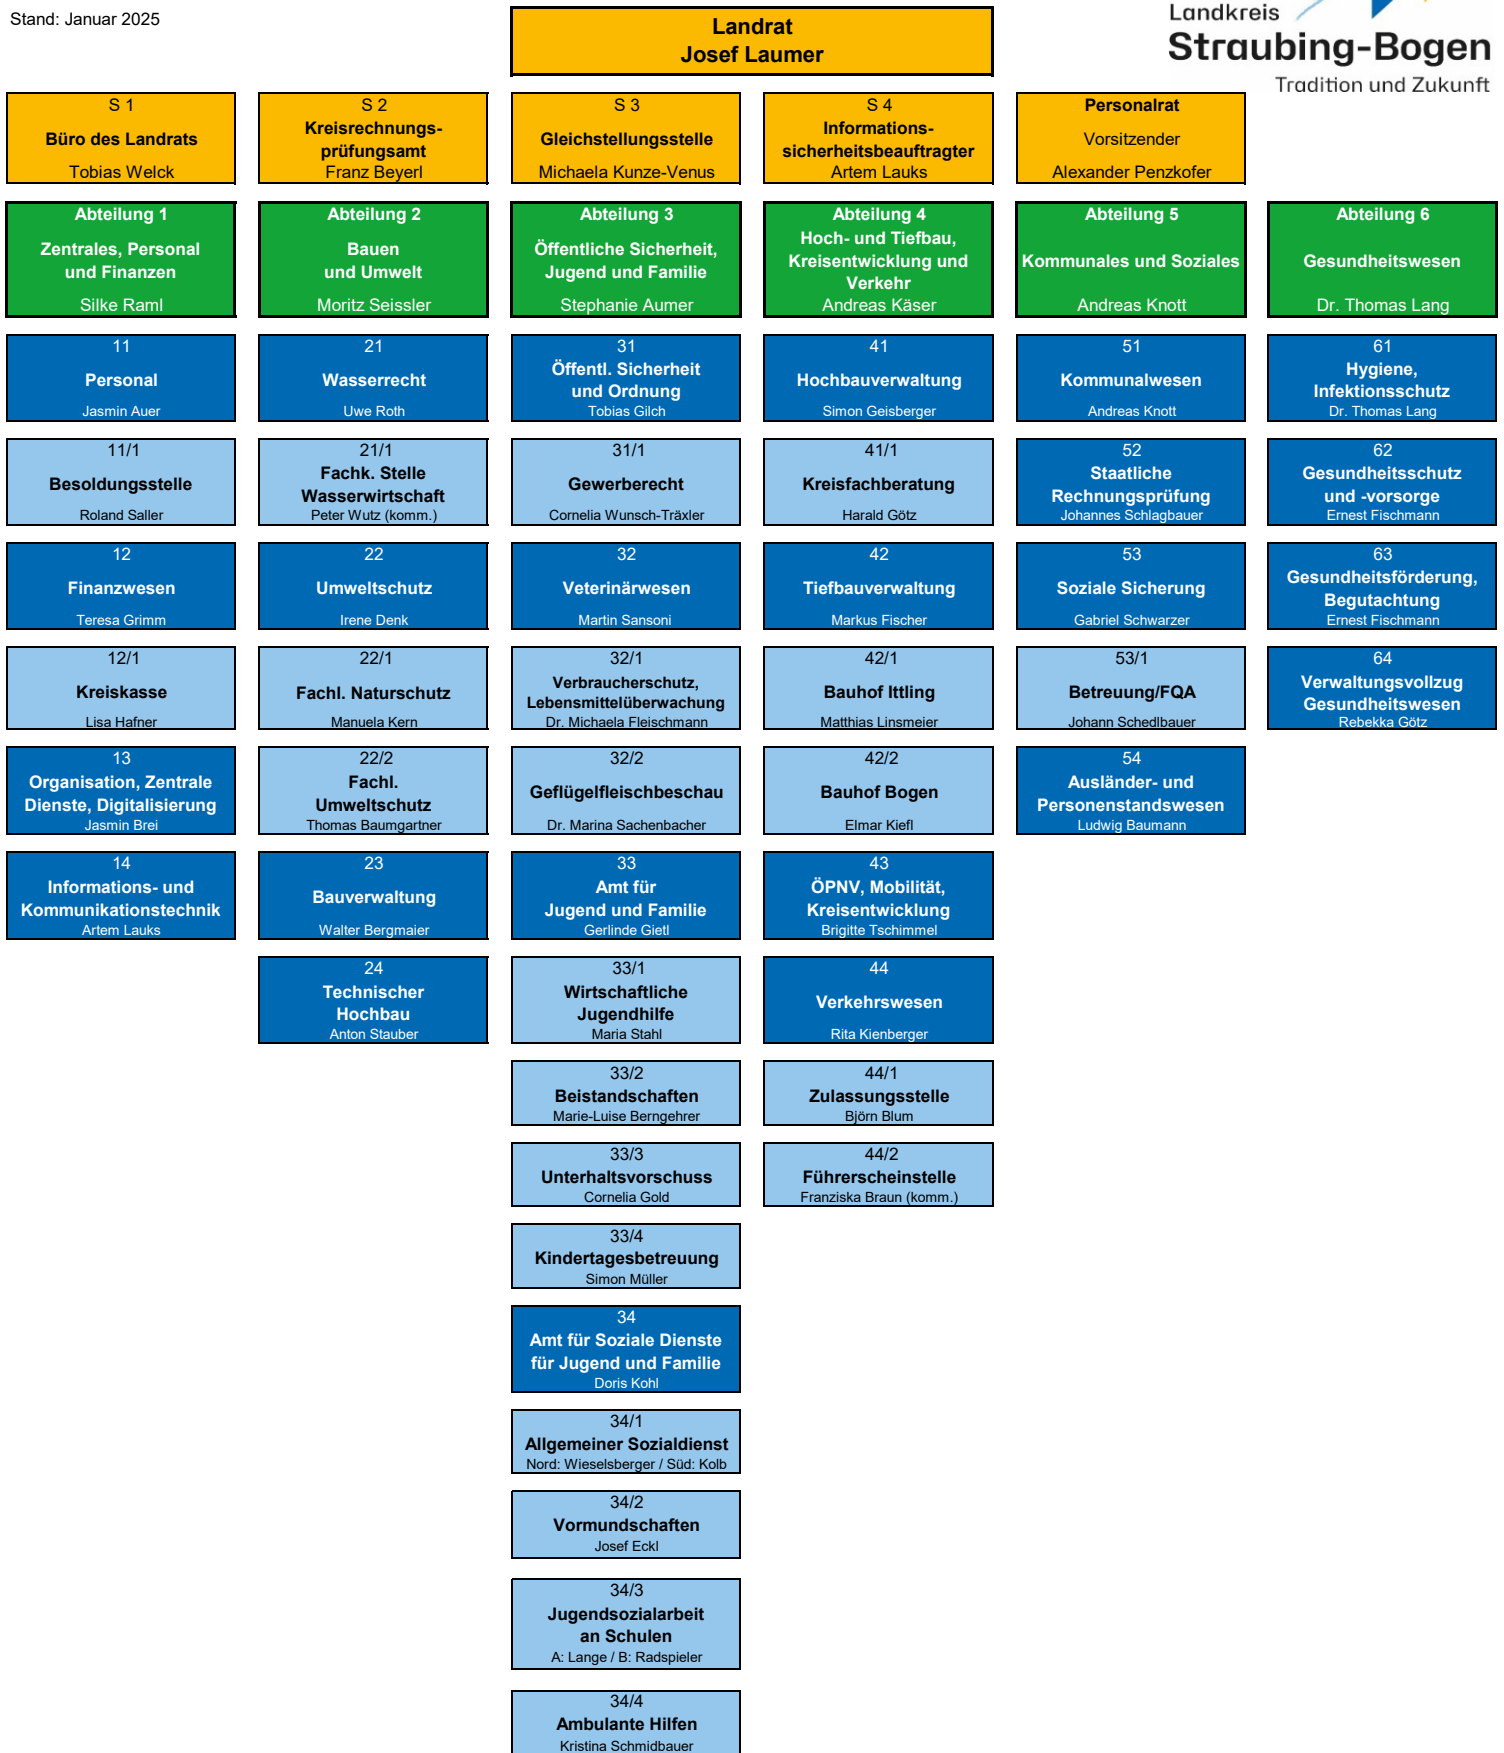 Stand: Januar 2025
Landrat
Josef Laumer
Landkreis
Straubing-Bogen
Tradition und Zukunft
S 1
Büro des Landrats
Tobias Welck
S 2
Kreisrechnungs-
prüfungsamt
Franz Beyerl
S 3
Gleichstellungsstelle
Michaela Kunze-Venus
S 4
Informations-
sicherheitsbeauftragter
Artem Lauks
Personalrat
Vorsitzender
Alexander Penzkofer
Abteilung 1
Zentrales, Personal
und Finanzen
Silke Raml
Abteilung 2
Bauen
und Umwelt
Moritz Seissler
Abteilung 3
Öffentliche Sicherheit,
Jugend und Familie
Stephanie Aumer
Abteilung 4
Hoch- und Tiefbau,
Kreisentwicklung und
Verkehr
Andreas Käser
Abteilung 5
Kommunales und Soziales
Andreas Knott
Abteilung 6
Gesundheitswesen
Dr. Thomas Lang
11
Personal
Jasmin Auer
21
Wasserrecht
Uwe Roth
31
Öffentl. Sicherheit
und Ordnung
Tobias Gilch
41
Hochbauverwaltung
Simon Geisberger
51
Kommunalwesen
Andreas Knott
61
Hygiene,
Infektionsschutz
Dr. Thomas Lang
11/1
Besoldungsstelle
Roland Saller
21/1
Fachk. Stelle
Wasserwirtschaft
Peter Wutz (komm.)
31/1
Gewerberecht
Cornelia Wunsch-Träxler
41/1
Kreisfachberatung
Harald Götz
52
Staatliche
Rechnungsprüfung
Johannes Schlagbauer
62
Gesundheitsschutz
und -vorsorge
Ernest Fischmann
12
Finanzwesen
Teresa Grimm
22
Umweltschutz
Irene Denk
32
Veterinärwesen
Martin Sansoni
42
Tiefbauverwaltung
Markus Fischer
53
Soziale Sicherung
Gabriel Schwarzer
63
Gesundheitsförderung,
Begutachtung
Ernest Fischmann
12/1
Kreiskasse
Lisa Hafner
22/1
Fachl. Naturschutz
Manuela Kern
32/1
Verbraucherschutz,
Lebensmittelüberwachung
Dr. Michaela Fleischmann
42/1
Bauhof Ittling
Matthias Linsmeier
53/1
Betreuung/FQA
Johann Schedlbauer
64
Verwaltungsvollzug
Gesundheitswesen
Rebekka Götz
13
Organisation, Zentrale
Dienste, Digitalisierung
Jasmin Brei
22/2
Fachl.
Umweltschutz
Thomas Baumgartner
32/2
Geflügelfleischbeschau
Dr. Marina Sachenbacher
42/2
Bauhof Bogen
Elmar Kiefl
54
Ausländer- und
Personenstandswesen
Ludwig Baumann
14
Informations- und
Kommunikationstechnik
Artem Lauks
23
Bauverwaltung
Walter Bergmaier
33
Amt für
Jugend und Familie
Gerlinde Gietl
43
ÖPNV, Mobilität,
Kreisentwicklung
Brigitte Tschimmel
24
Technischer
Hochbau
Anton Stauber
33/1
Wirtschaftliche
Jugendhilfe
Maria Stahl
44
Verkehrswesen
Rita Kienberger
33/2
Beistandschaften
Marie-Luise Berngehrer
44/1
Zulassungsstelle
Björn Blum
33/3
Unterhaltsvorschuss
Cornelia Gold
44/2
Führerscheinstelle
Franziska Braun (komm.)
33/4
Kindertagesbetreuung
Simon Müller
34
Amt für Soziale Dienste
für Jugend und Familie
Doris Kohl
34/1
Allgemeiner Sozialdienst
Nord: Wieselsberger / Süd: Kolb
34/2
Vormundschaften
Josef Eckl
34/3
Jugendsozialarbeit
an Schulen
A: Lange / B: Radspieler
34/4
Ambulante Hilfen
Kristina Schmidbauer